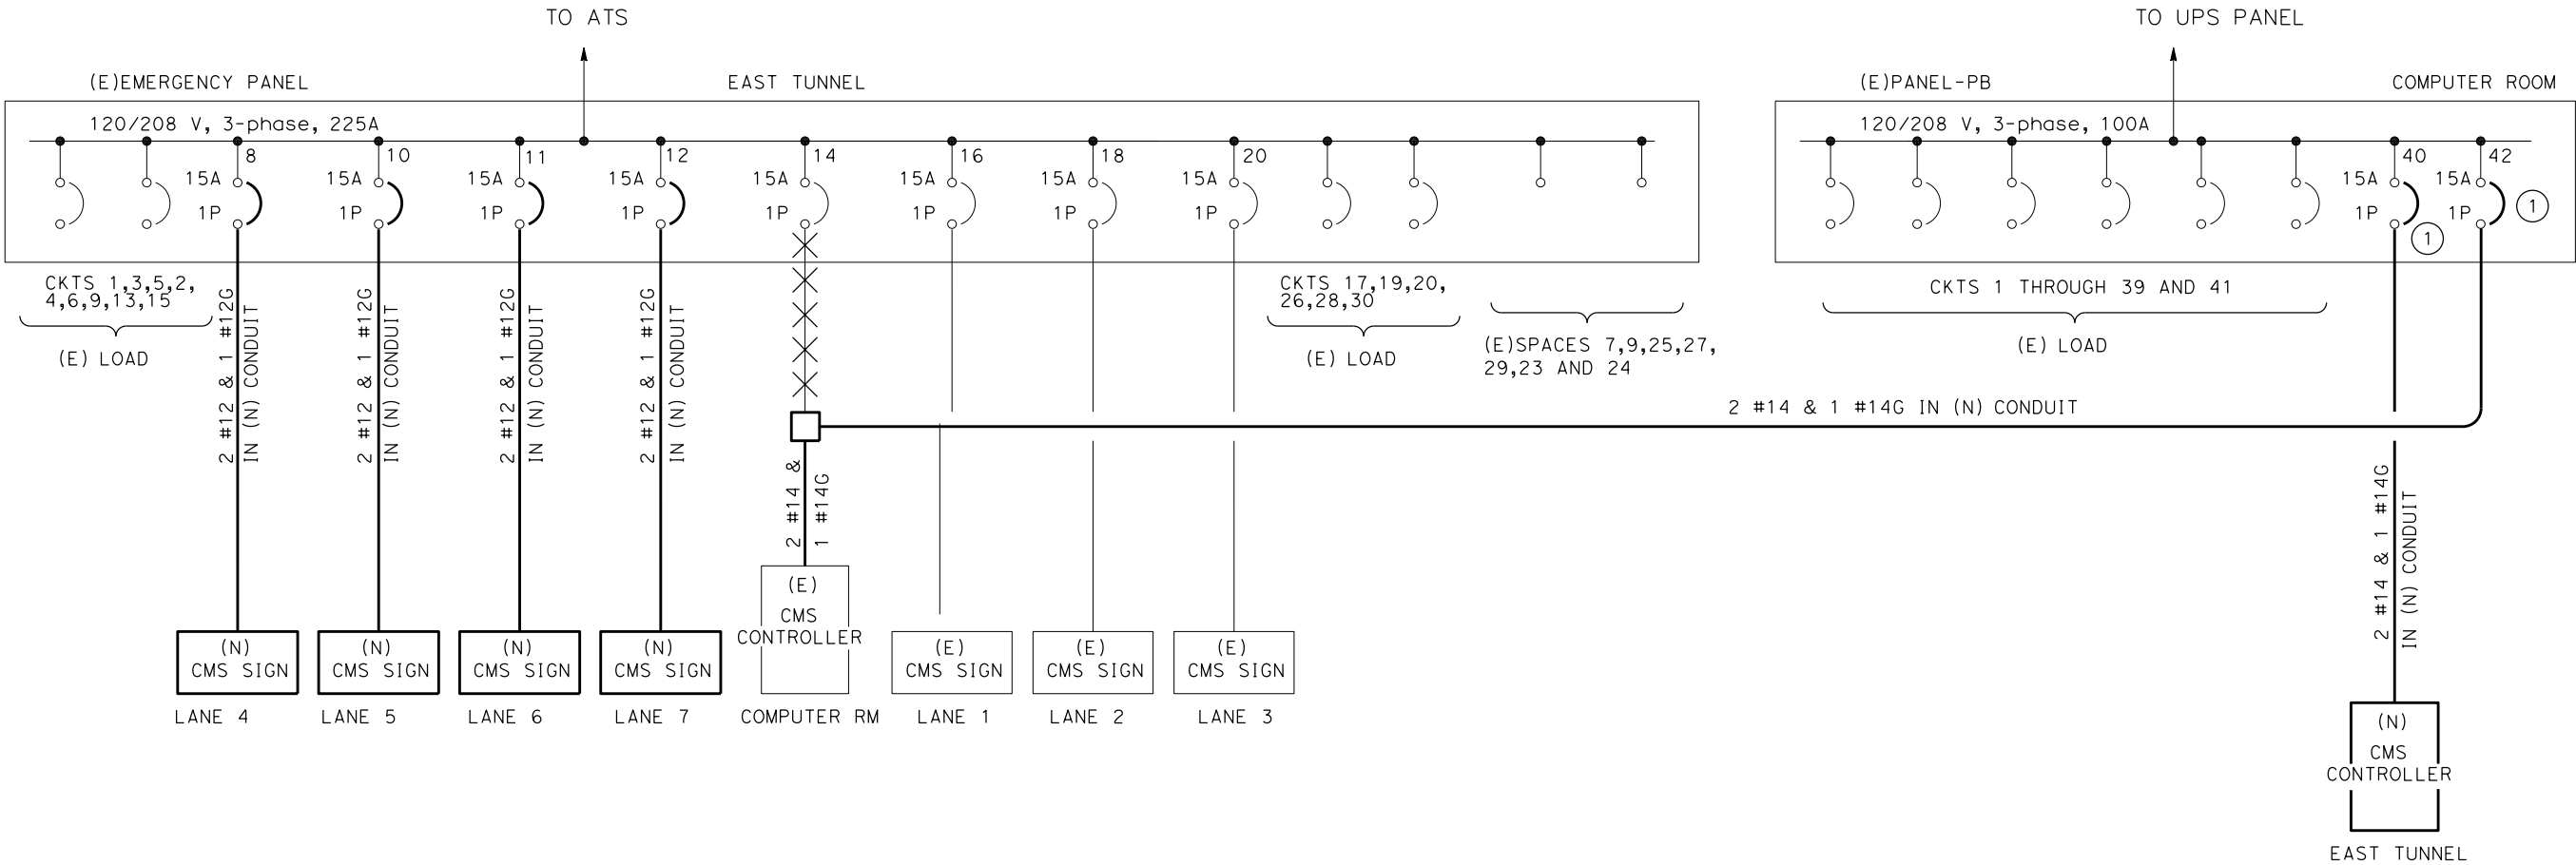 TO ATS
TO UPS PANEL
(E)EMERGENCY PANEL
EAST TUNNEL
(E)PANEL-PB
COMPUTER ROOM
120/208 V, 3-phase, 225A
120/208 V, 3-phase, 100A
8
15A
1P
10
15A
1P
11
15A
1P
12
15A
1P
14
15A
1P
16
15A
1P
18
15A
1P
20
15A
1P
40
15A
1P
1
42
15A
1P
1
CKTS 1,3,5,2,
4,6,9,13,15
(E) LOAD
2 #12 & 1 #12G
IN (N) CONDUIT
2 #12 & 1 #12G
IN (N) CONDUIT
2 #12 & 1 #12G
IN (N) CONDUIT
2 #12 & 1 #12G
IN (N) CONDUIT
CKTS 17,19,20,
26,28,30
(E) LOAD
(E)SPACES 7,9,25,27,
29,23 AND 24
CKTS 1 THROUGH 39 AND 41
(E) LOAD
2 #14 & 1 #14G IN (N) CONDUIT
2 #14 &
1 #14G
2 #14 & 1 #14G
IN (N) CONDUIT
(N)
CMS SIGN
LANE 4
(N)
CMS SIGN
LANE 5
(N)
CMS SIGN
LANE 6
(N)
CMS SIGN
LANE 7
(E)
CMS
CONTROLLER
COMPUTER RM
(E)
CMS SIGN
LANE 1
(E)
CMS SIGN
LANE 2
(E)
CMS SIGN
LANE 3
(N)
CMS
CONTROLLER
EAST TUNNEL